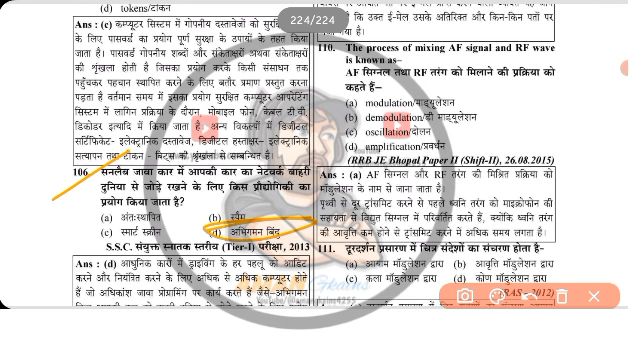 (d) tokens/टोकन
Ans : (c) कम्प्यूटर सिस्टम में गोपनीय दस्तावेजों को
के लिए पासवर्ड का प्रयोग पूर्ण सुरक्षा के उपायों के तहत किया
जाता है। पासवर्ड गोपनीय शब्दों और संकेताक्षरों अथवा संकेताक्षरों
की शृंखला होती है जिसका प्रयोग करके किसी संसाधन तक
पहुँचकर पहचान स्थापित करने के लिए बतौर प्रमाण प्रस्तुत करना
पड़ता है वर्तमान समय में इसका प्रयोग सुरक्षित कम्प्यूटर आपरेटिंग
सिस्टम में लागिन प्रक्रिया के दौरान, मोबाइल फोन, केबल टी.वी.
डिकोडर इत्यादि में किया जाता है। अन्य विकल्पों में डिजीटल
सर्टिफिकेट- इलेक्ट्रानिक दस्तावेज, डिजीटल हस्ताक्षर– इलेक्ट्रानिक
सत्यापन तथा टोकन - बिट्स की श्रृंखला से सम्बन्धित है।
106. सनलैव जावा कार में आपकी कार का नेटवर्क बाहरी
दुनिया से जोड़े रखने के लिए किस प्रौद्योगिकी का
प्रयोग किया जाता है?
(a) अंतःस्थापित (b) स्पैम
(c) स्मार्ट स्क्रीन (d) अभिगमन बिंदु
S.S.C. संयुक्त स्नातक स्तरीय (Tier-I) परीक्षा, 2013
Ans : (d) आधुनिक कारों में ड्राइविंग के हर पहलू को आडिट
करने और नियंत्रित करने के लिए अधिक से अधिक कम्प्यूटर होते
हैं जो अधिकांश जावा प्रोग्रामिंग पर कार्य करते हैं जैसे–अभिगमन
224/224
कि उक्त ई-मेल उसके अतिरिक्त और किन-किन पतों पर
110. The process of mixing AF signal and RF wave
is known as–
AF सिगनल तथा RF तरंग को मिलाने की प्रक्रिया को
कहते हैं–
(a) modulation/माड्यूलेशन
(b) demodulation/डी माड्यूलेशन
(c) oscillation/दोलन
(d) amplification/प्रवर्धन
(RRB JE Bhopal Paper II (Shift-II), 26.08.2015)
Ans : (a) AF सिग्नल और RF तरंग की मिश्रित प्रक्रिया को
मॉडुलेशन के नाम से जाना जाता है।
पृथ्वी से दूर ट्रांसमिट करने से पहले ध्वनि तरंग को माइक्रोफोन की
सहायता से विद्युत सिग्नल में परिवर्तित करते हैं, क्योंकि ध्वनि तरंग
की आवृत्ति कम होने से ट्रांसमिट करने में अधिक समय लगता है।
111. दूरदर्शन प्रसारण में चित्र संदेशों का संचरण होता है-
(a) आयाम मॉडुलेशन द्वारा (b) आवृत्ति मॉडुलेशन द्वारा
(c) कला मॉडुलेशन द्वारा (d) कोण मॉडुलेशन द्वारा
2012)